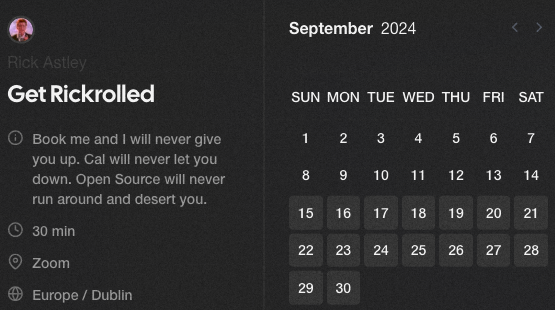 Rick Astley
Get Rickrolled
Book me and I will never give
you up. Cal will never let you
down. Open Source will never
run around and desert you.
30 min
Zoom
Europe / Dublin
September 2024
SUN MON TUE WED THU FRI SAT
1 2 3 4 5 6 7
8 9 10 11 12 13 14
15 16 17 18 19 20 21
22 23 24 25 26 27 28
29 30